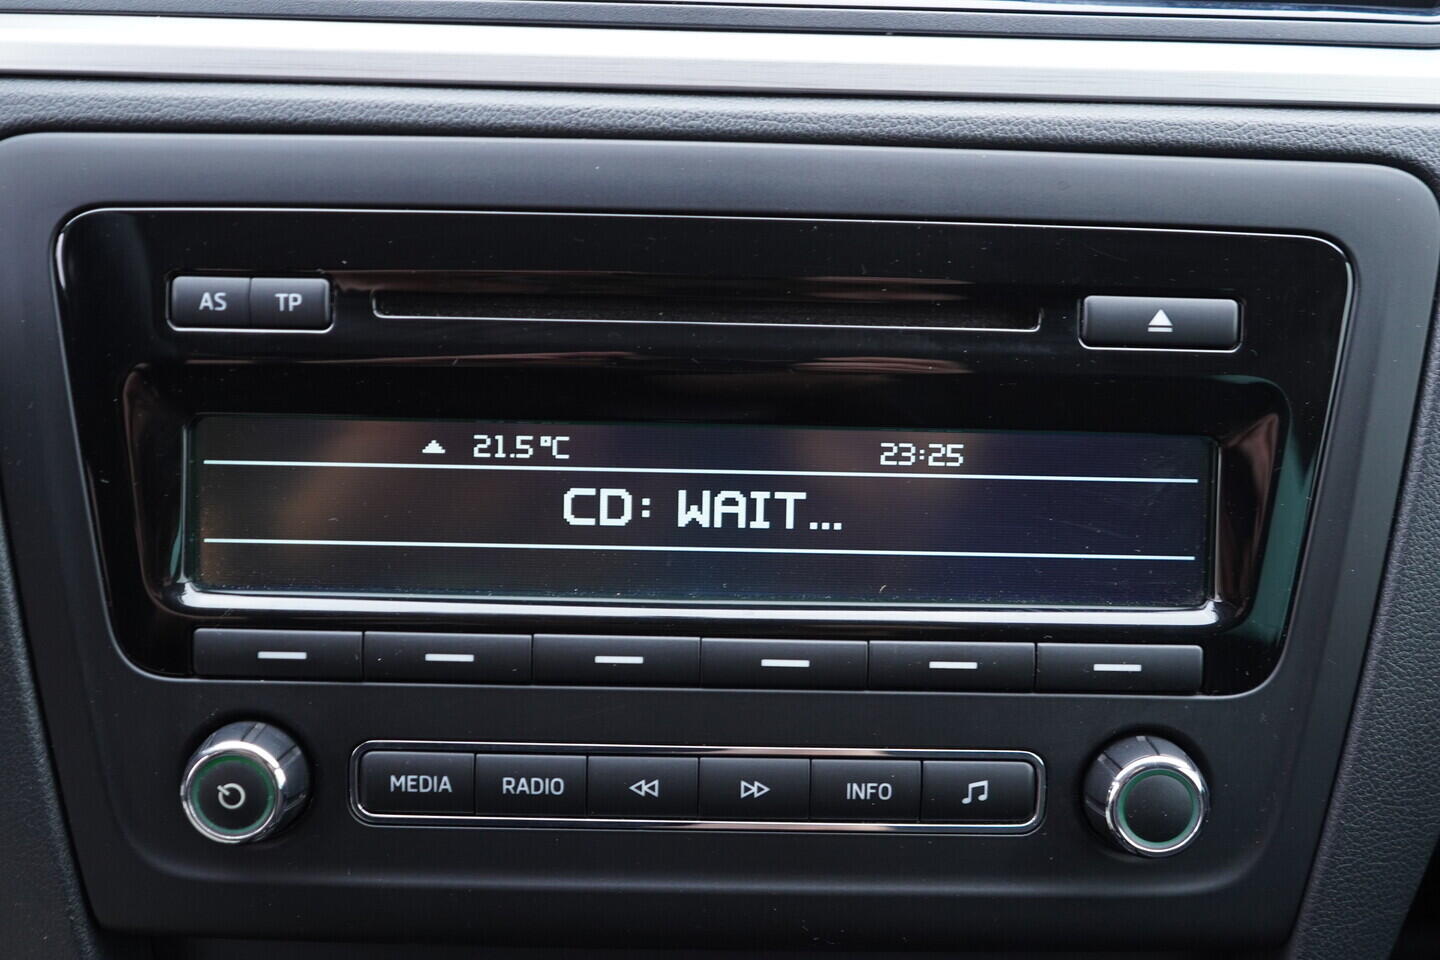 AS TP
21.5°C 23:25
CD: WAIT...
MEDIA RADIO INFO